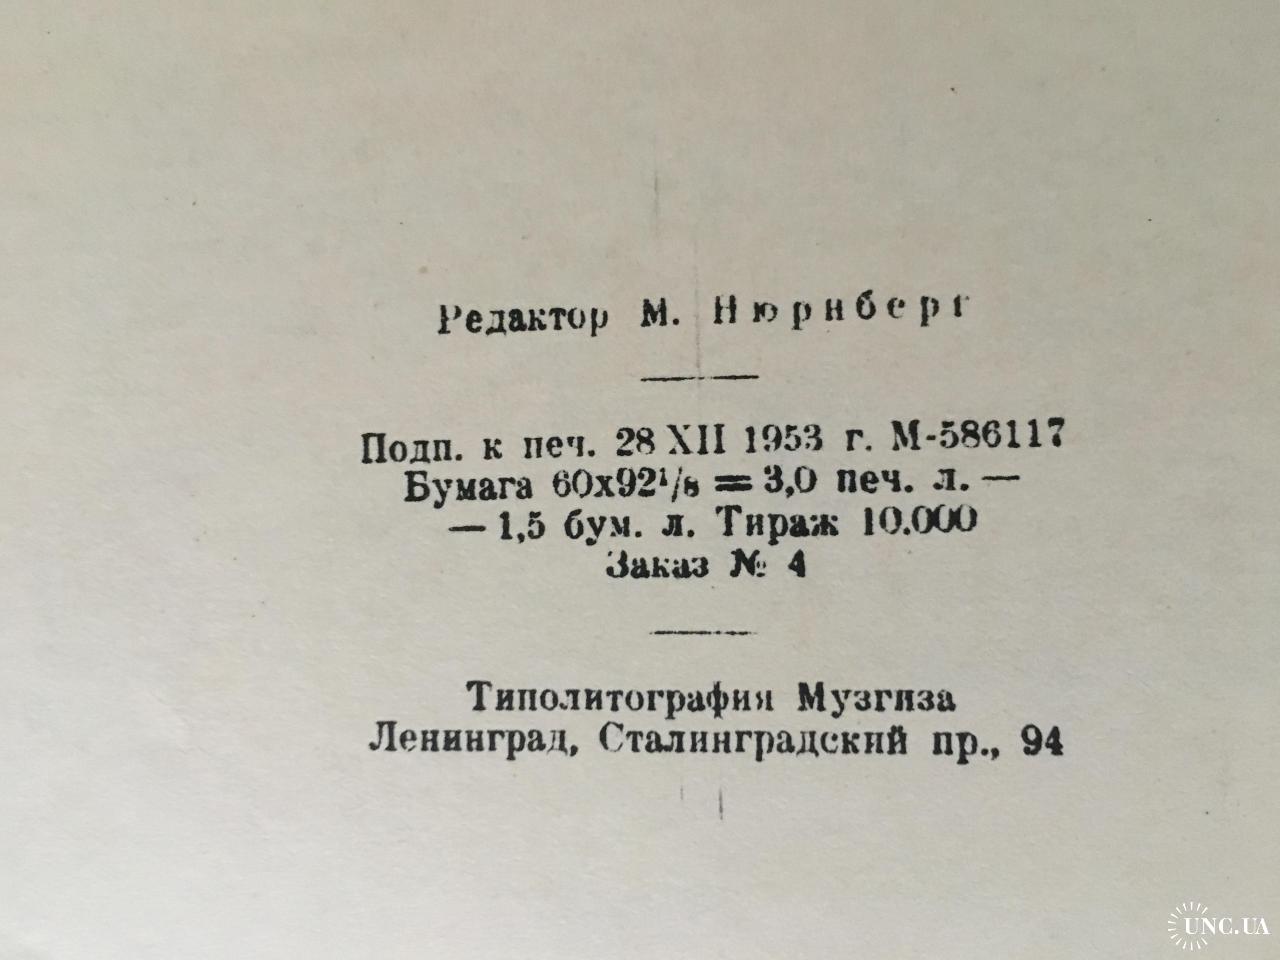 Редактор М. Нюрнберг
Подп. к печ. 28 XII 1953 г. М-586117
Бумага 60х92¹/₈ = 3,0 печ. л. —
— 1,5 бум. л. Тираж 10.000
Заказ № 4
Типолитография Музгиза
Ленинград, Сталинградский пр., 94
UNC.UA